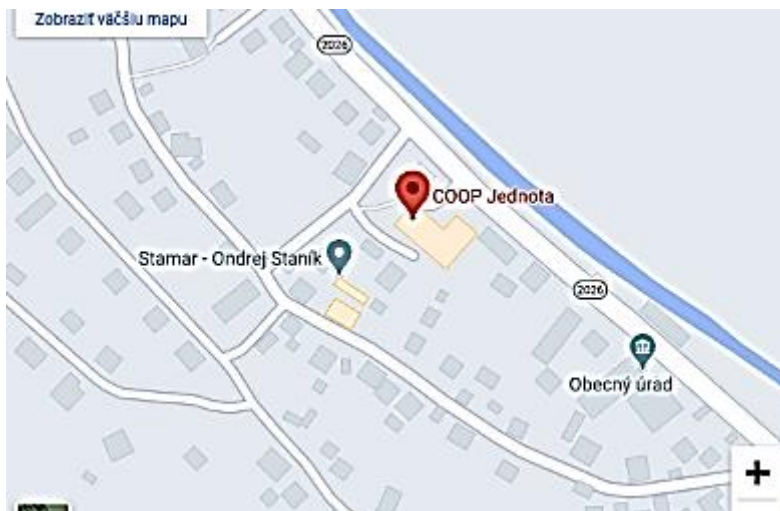 Zobraziť väčšiu mapu
2026
COOP Jednota
Stamar - Ondrej Staník
2026
Obecný úrad
+